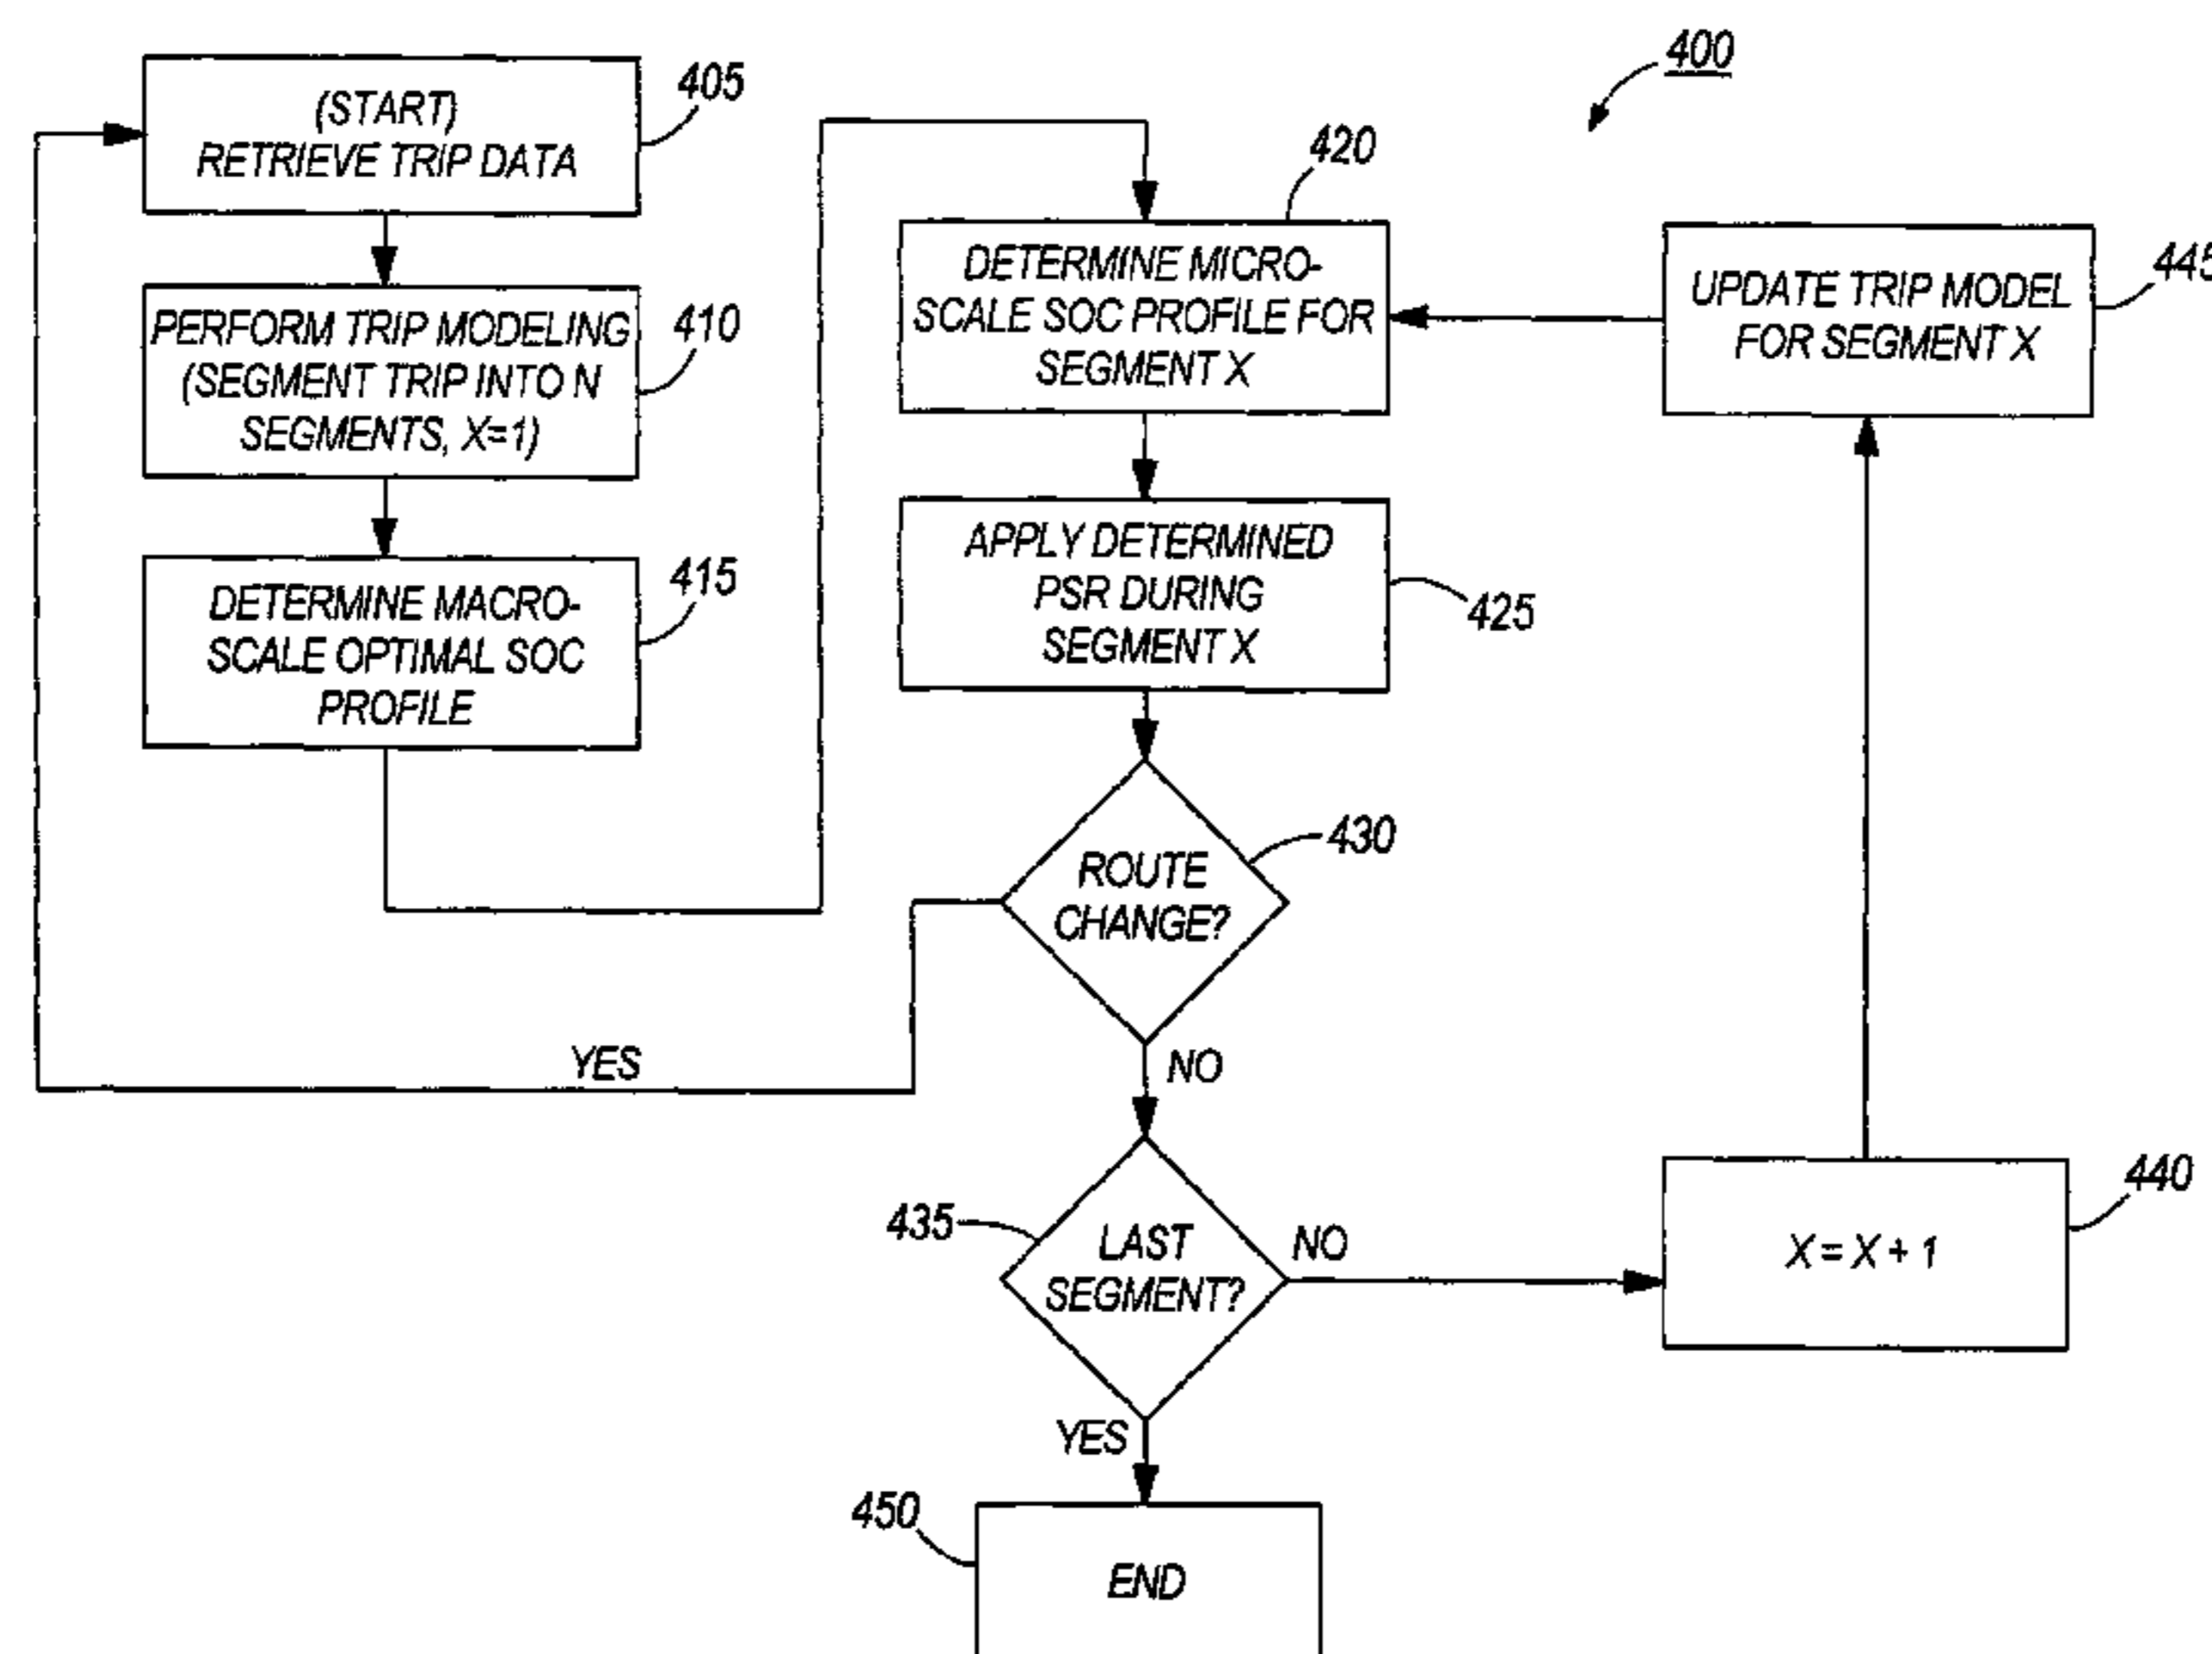 400
(START)
RETRIEVE TRIP DATA
405
PERFORM TRIP MODELING
(SEGMENT TRIP INTO N
SEGMENTS, X=1)
410
DETERMINE MACRO-
SCALE OPTIMAL SOC
PROFILE
415
420
DETERMINE MICRO-
SCALE SOC PROFILE FOR
SEGMENT X
APPLY DETERMINED
PSR DURING
SEGMENT X
425
ROUTE
CHANGE?
430
YES
NO
435
LAST
SEGMENT?
NO
YES
X = X + 1
440
UPDATE TRIP MODEL
FOR SEGMENT X
445
450
END